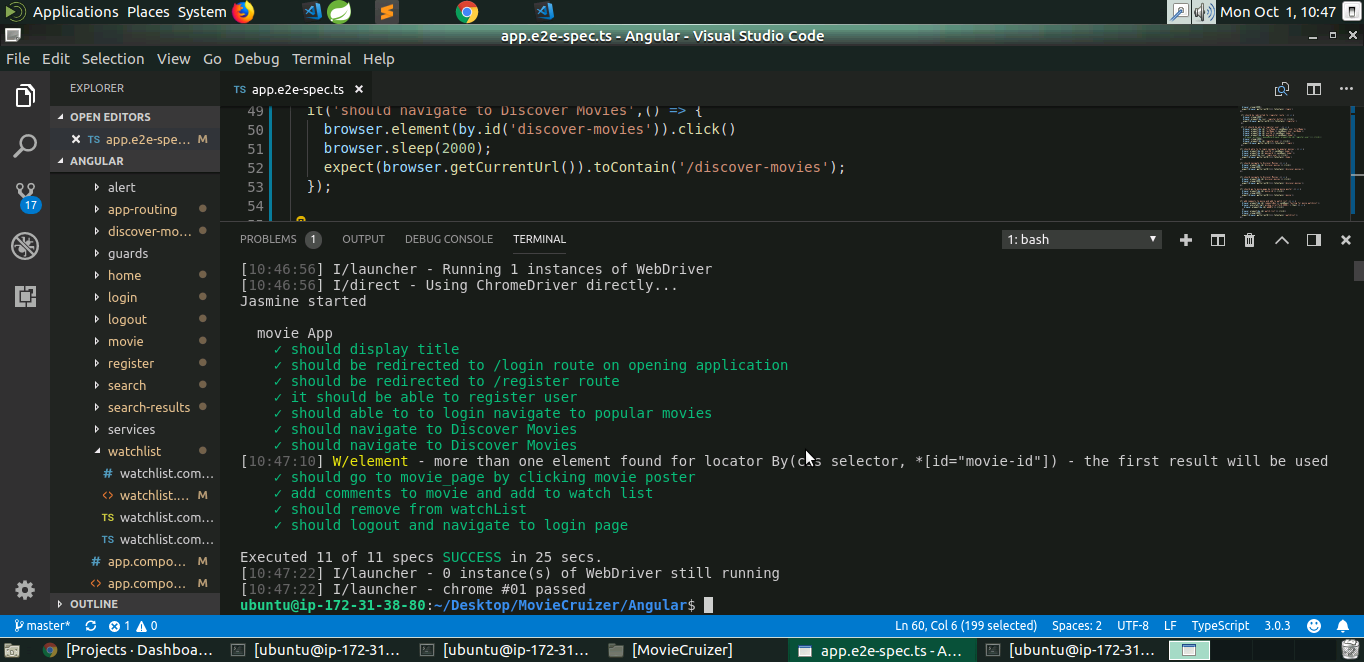 Applications Places System Mon Oct 1, 10:47
app.e2e-spec.ts - Angular - Visual Studio Code
File Edit Selection View Go Debug Terminal Help
EXPLORER
OPEN EDITORS
TS app.e2e-spe... M
ANGULAR
alert
app-routing
discover-mo...
guards
home
login
logout
movie
register
search
search-results
services
watchlist
# watchlist.com...
<> watchlist.... M
TS watchlist.com...
TS watchlist.com...
# app.compo... M
<> app.compo... M
OUTLINE
17
TS app.e2e-spec.ts
49 it('should navigate to Discover Movies',() => {
50 browser.element(by.id('discover-movies')).click()
51 browser.sleep(2000);
52 expect(browser.getCurrentUrl()).toContain('/discover-movies');
53 });
54
PROBLEMS 1 OUTPUT DEBUG CONSOLE TERMINAL 1: bash
[10:46:56] I/launcher - Running 1 instances of WebDriver
[10:46:56] I/direct - Using ChromeDriver directly...
Jasmine started
movie App
✓ should display title
✓ should be redirected to /login route on opening application
✓ should be redirected to /register route
✓ it should be able to register user
✓ should able to to login navigate to popular movies
✓ should navigate to Discover Movies
✓ should navigate to Discover Movies
[10:47:10] W/element - more than one element found for locator By(css selector, *[id="movie-id"]) - the first result will be used
✓ should go to movie_page by clicking movie poster
✓ add comments to movie and add to watch list
✓ should remove from watchList
✓ should logout and navigate to login page
Executed 11 of 11 specs SUCCESS in 25 secs.
[10:47:22] I/launcher - 0 instance(s) of WebDriver still running
[10:47:22] I/launcher - chrome #01 passed
ubuntu@ip-172-31-38-80:~/Desktop/MovieCruizer/Angular$
master* 1 0 Ln 60, Col 6 (199 selected) Spaces: 2 UTF-8 LF TypeScript 3.0.3
[Projects - Dashboa... [ubuntu@ip-172-31... [ubuntu@ip-172-31... [MovieCruizer] app.e2e-spec.ts - A... [ubuntu@ip-172-31...